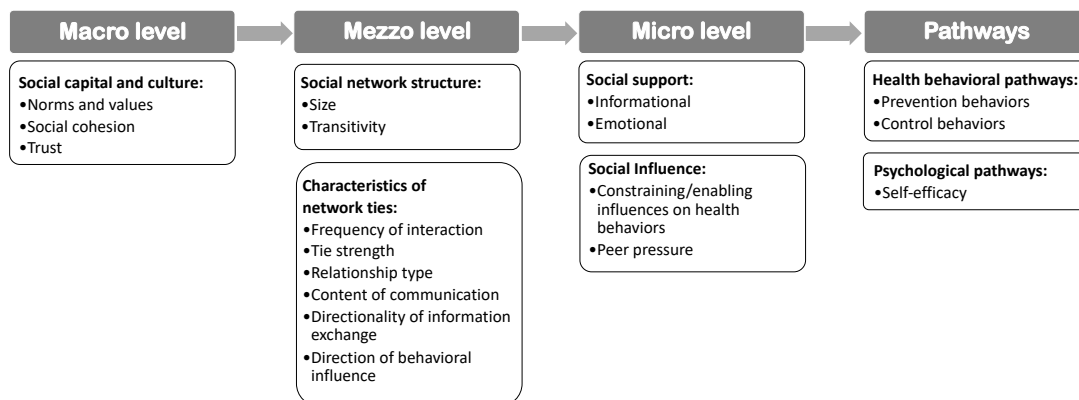 Macro level
Social capital and culture:
•Norms and values
•Social cohesion
•Trust
Mezzo level
Social network structure:
•Size
•Transitivity
Characteristics of
network ties:
•Frequency of interaction
•Tie strength
•Relationship type
•Content of communication
•Directionality of information
exchange
•Direction of behavioral
influence
Micro level
Social support:
•Informational
•Emotional
Social Influence:
•Constraining/enabling
influences on health
behaviors
•Peer pressure
Pathways
Health behavioral pathways:
•Prevention behaviors
•Control behaviors
Psychological pathways:
•Self-efficacy